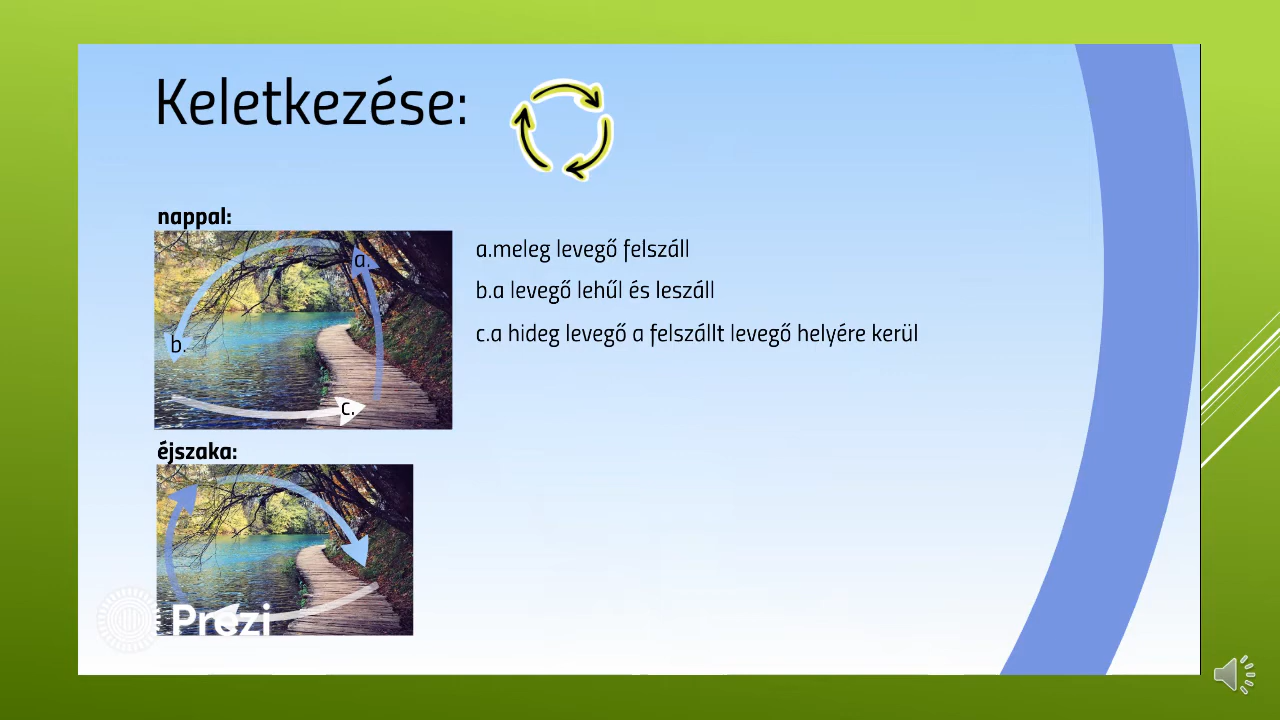 Keletkezése:
nappal:
a.
b.
c.
a.meleg levegő felszáll
b.a levegő lehűl és leszáll
c.a hideg levegő a felszállt levegő helyére kerül
éjszaka:
Prezi